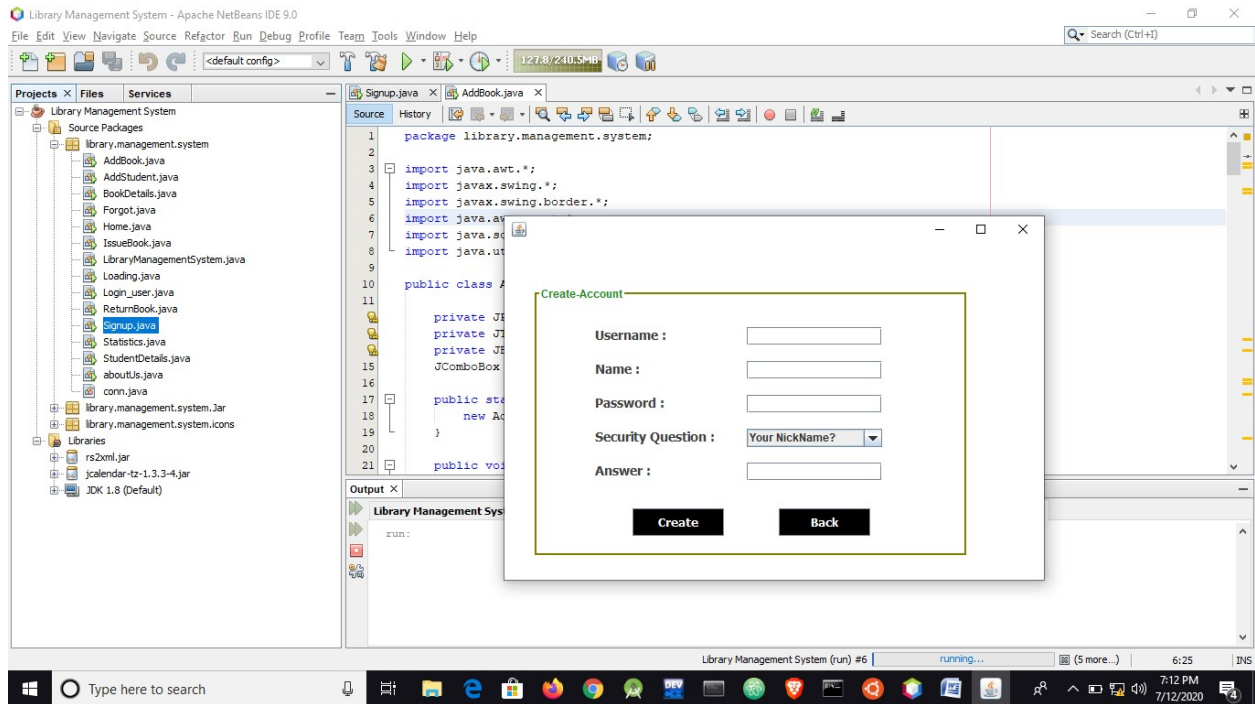 Library Management System - Apache NetBeans IDE 9.0
File Edit View Navigate Source Refactor Run Debug Profile Team Tools Window Help
Search (Ctrl+I)
<default config>
127.8/240.5MB
Projects Files Services
Library Management System
Source Packages
library.management.system
AddBook.java
AddStudent.java
BookDetails.java
Forgot.java
Home.java
IssueBook.java
LibraryManagementSystem.java
Loading.java
Login_user.java
ReturnBook.java
Signup.java
Statistics.java
StudentDetails.java
aboutUs.java
conn.java
library.management.system.Jar
library.management.system.icons
Libraries
rs2xml.jar
jcalendar-tz-1.3.3-4.jar
JDK 1.8 (Default)
Signup.java AddBook.java
Source History
1 package library.management.system;
2
3 import java.awt.*;
4 import javax.swing.*;
5 import javax.swing.border.*;
6 import java.aw
7 import java.sq
8 import java.ut
9
10 public class A
11
private JP
private JT
private JB
15 JComboBox
16
17 public sta
18 new Ad
19 }
20
21 public voi
Output
Library Management Sys
run:
Create-Account
Username :
Name :
Password :
Security Question : Your NickName?
Answer :
Create Back
Library Management System (run) #6 running... (5 more...) 6:25 INS
Type here to search
DEV
7:12 PM
7/12/2020
4